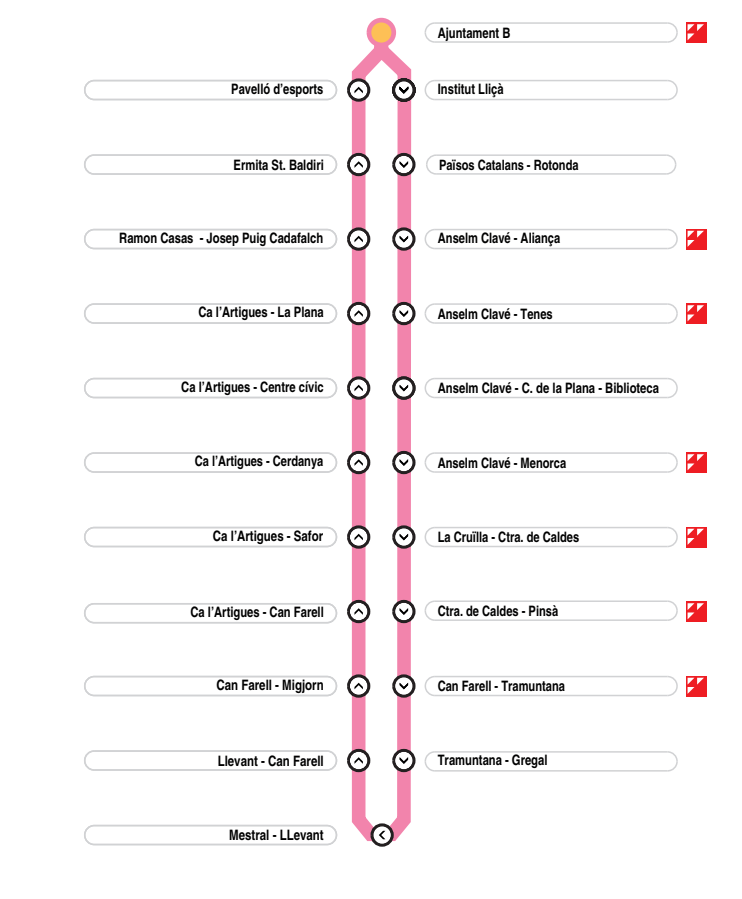 Ajuntament B
Pavelló d’esports
Institut Lliçà
Ermita St. Baldiri
Països Catalans - Rotonda
Ramon Casas  - Josep Puig Cadafalch
Anselm Clavé - Aliança
Ca l’Artigues - La Plana
Anselm Clavé - Tenes
Ca l’Artigues - Centre cívic
Anselm Clavé - C. de la Plana - Biblioteca
Ca l’Artigues - Cerdanya
Anselm Clavé - Menorca
Ca l’Artigues - Safor
La Cruïlla - Ctra. de Caldes
Ca l’Artigues - Can Farell
Ctra. de Caldes - Pinsà
Can Farell - Migjorn
Can Farell - Tramuntana
Llevant - Can Farell
Tramuntana - Gregal
Mestral - LLevant